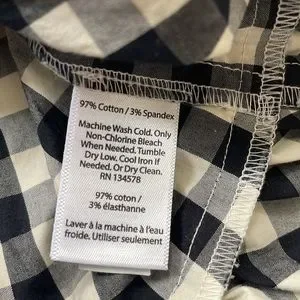 97% Cotton / 3% Spandex
Machine Wash Cold. Only
Non-Chlorine Bleach
When Needed. Tumble
Dry Low, Cool Iron If
Needed. Or Dry Clean.
RN 134578
97% coton /
3% élasthanne
Laver à la machine à l'eau
froide. Utiliser seulement